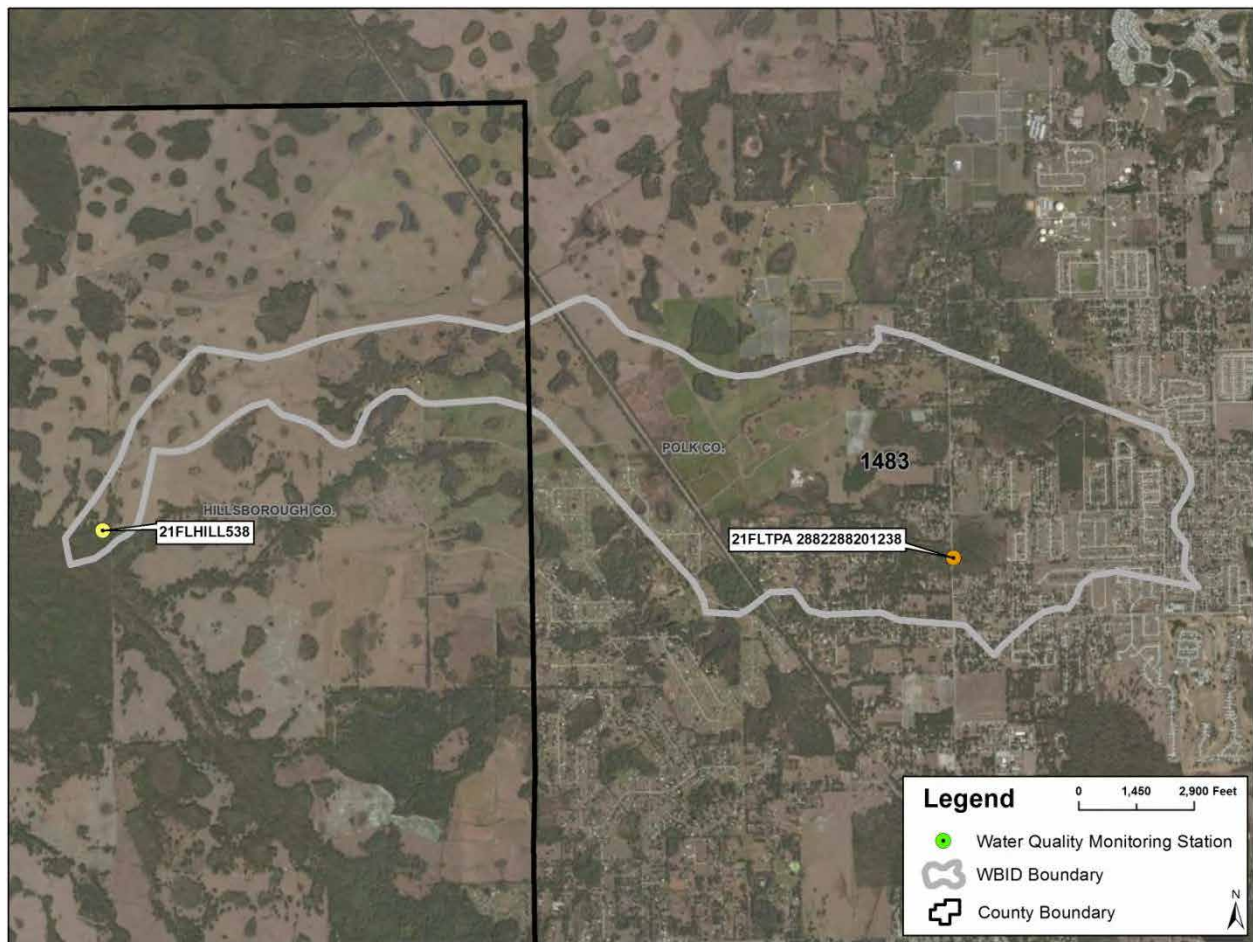 POLK CO.
1483
HILLSBOROUGH CO.
21FLHILL538
21FLTPA 2882288201238
Legend
0 1,450 2,900 Feet
Water Quality Monitoring Station
WBID Boundary
County Boundary
N